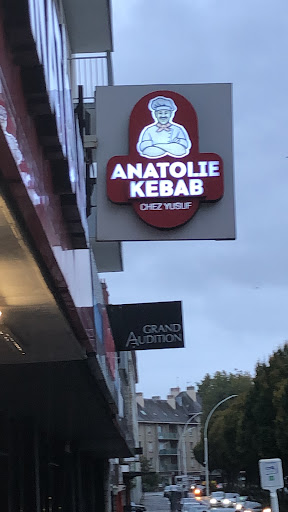 ANATOLIE
KEBAB
CHEZ YUSUF
GRAND
AUDITION